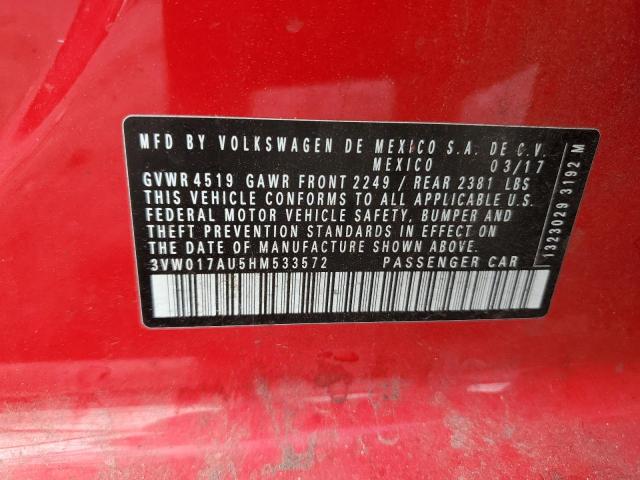 MFD BY VOLKSWAGEN DE MEXICO S.A. DE C.V.
MEXICO 03/17
GVWR 4519 GAWR FRONT 2249 / REAR 2381 LBS
THIS VEHICLE CONFORMS TO ALL APPLICABLE U.S.
FEDERAL MOTOR VEHICLE SAFETY, BUMPER AND
THEFT PREVENTION STANDARDS IN EFFECT ON
THE DATE OF MANUFACTURE SHOWN ABOVE.
3VW017AU5HM533572 PASSENGER CAR
1323029 3192 M